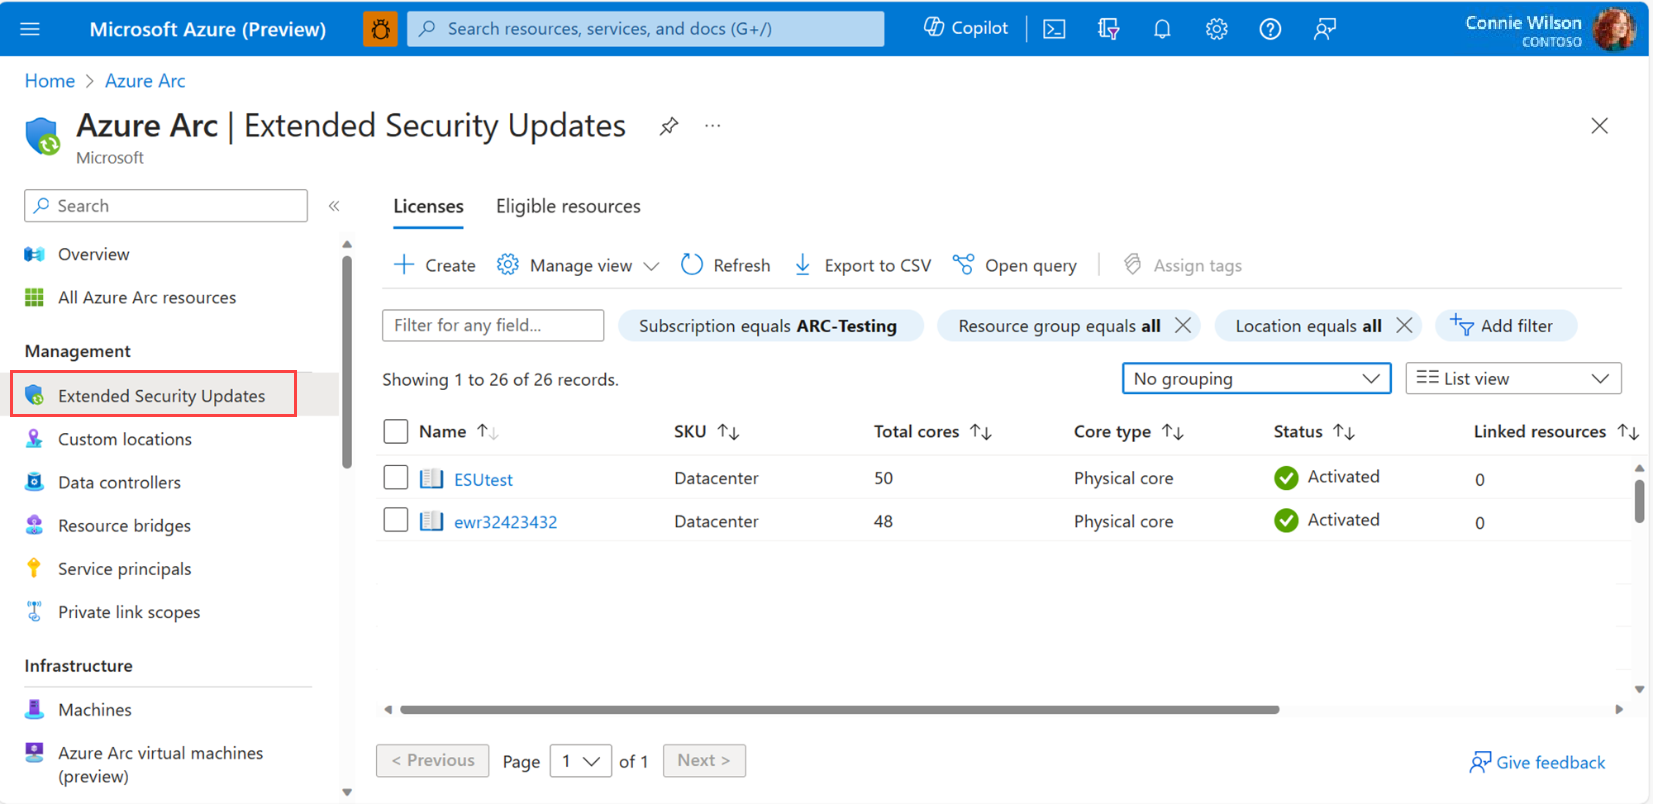 Microsoft Azure (Preview)
Search resources, services, and docs (G+/)
Copilot
Connie Wilson
CONTOSO
Home > Azure Arc
Azure Arc | Extended Security Updates
...
Microsoft
Search
«
Overview
All Azure Arc resources
Management
Extended Security Updates
Custom locations
Data controllers
Resource bridges
Service principals
Private link scopes
Infrastructure
Machines
Azure Arc virtual machines
(preview)
Licenses
Eligible resources
Create
Manage view
Refresh
Export to CSV
Open query
Assign tags
Filter for any field...
Subscription equals ARC-Testing
Resource group equals all
Location equals all
Add filter
Showing 1 to 26 of 26 records.
No grouping
List view
Name ↑↓ SKU ↑↓ Total cores ↑↓ Core type ↑↓ Status ↑↓ Linked resources ↑↓
ESUtest Datacenter 50 Physical core Activated 0
ewr32423432 Datacenter 48 Physical core Activated 0
< Previous Page 1 of 1 Next >
Give feedback